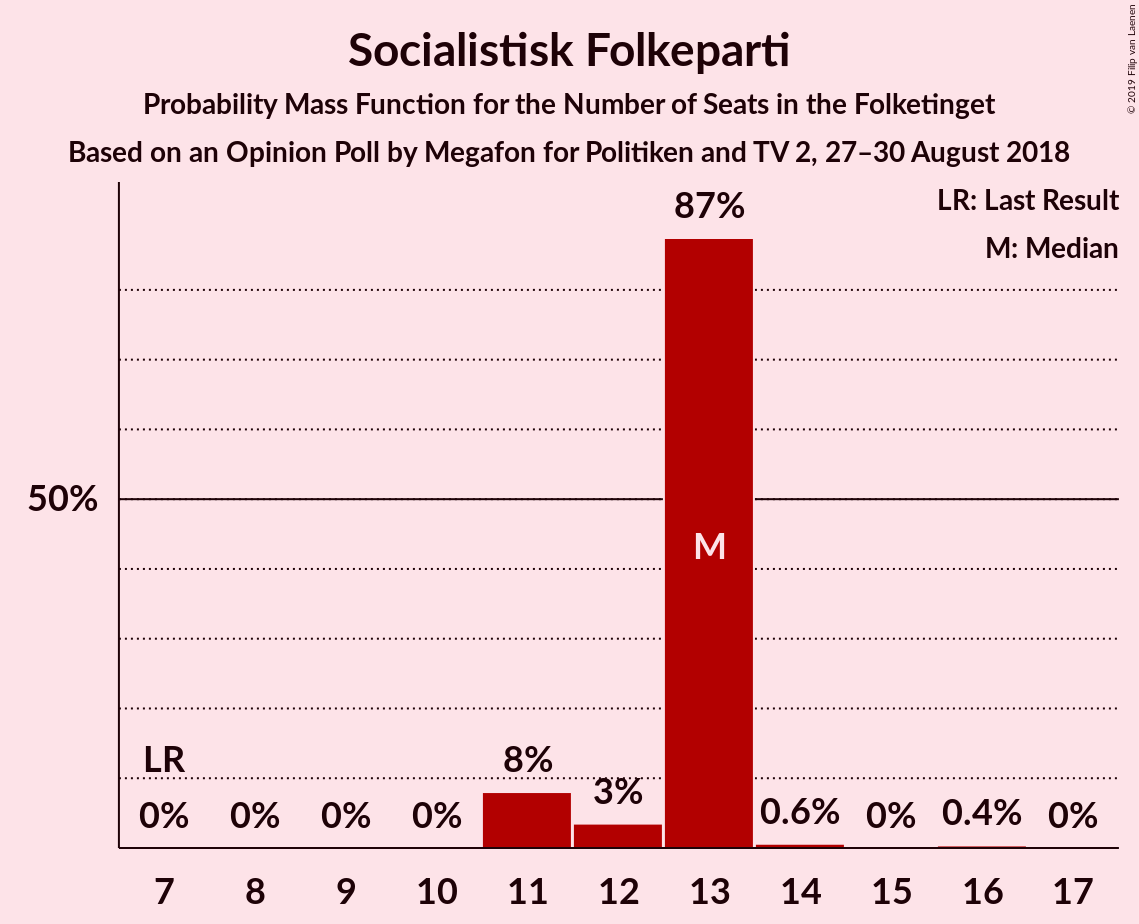 Socialistisk Folkeparti
Probability Mass Function for the Number of Seats in the Folketinget
Based on an Opinion Poll by Megafon for Politiken and TV 2, 27–30 August 2018
© 2019 Filip van Laenen
LR: Last Result
M: Median
87%
50%
M
LR
8%
3%
0% 0% 0% 0% 0.6% 0% 0.4% 0%
7 8 9 10 11 12 13 14 15 16 17